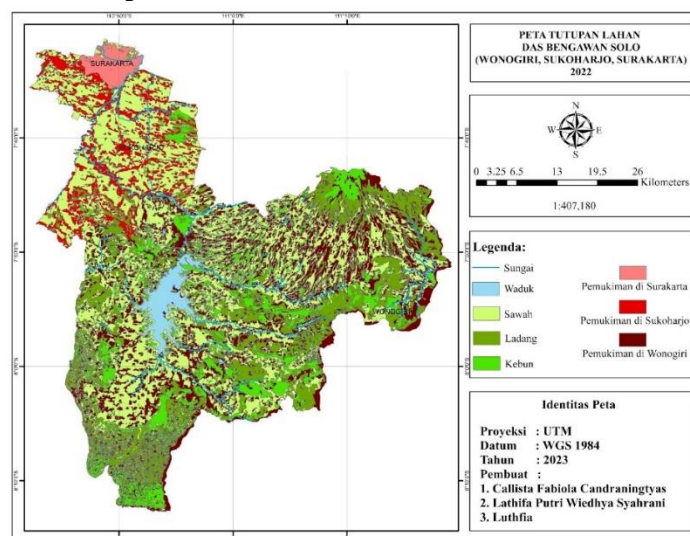 PETA TUTUPAN LAHAN
DAS BENGAWAN SOLO
(WONOGIRI, SUKOHARJO, SURAKARTA)
2022
N
W E
S
0 3.25 6.5 13 19.5 26
Kilometers
1:407,180
Legenda:
Sungai
Waduk
Sawah
Ladang
Kebun
Pemukiman di Surakarta
Pemukiman di Sukoharjo
Pemukiman di Wonogiri
Identitas Peta
Proyeksi : UTM
Datum : WGS 1984
Tahun : 2023
Pembuat :
1. Callista Fabiola Candraningtyas
2. Lathifa Putri Wiedhya Syahrani
3. Luthfia
SURAKARTA